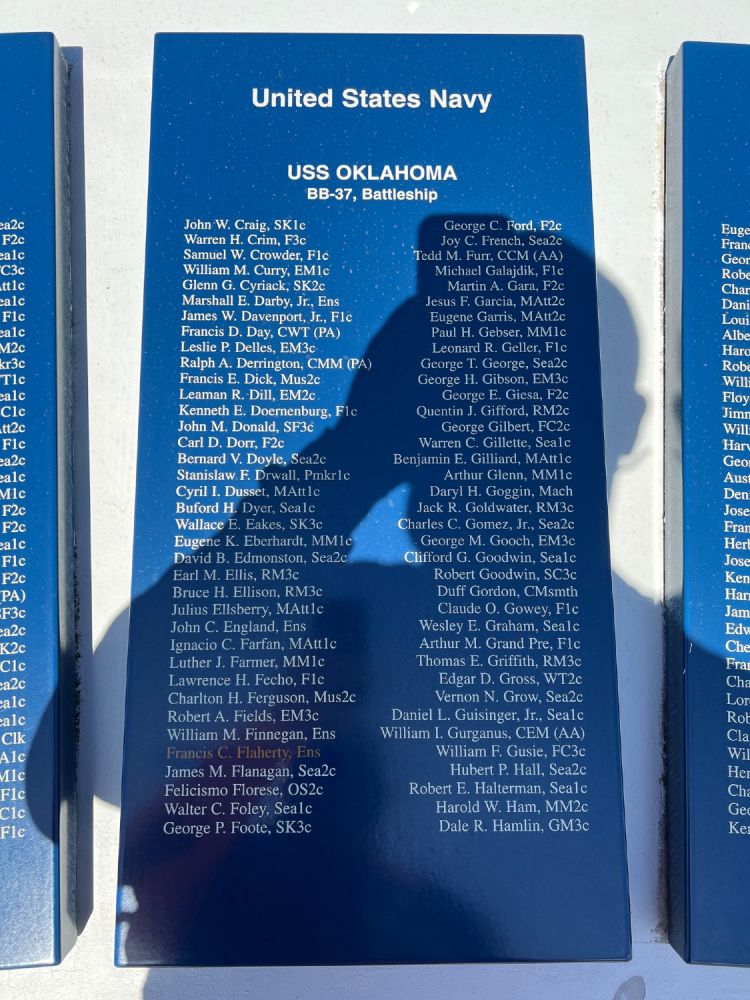 United States Navy
USS OKLAHOMA
BB-37, Battleship
John W. Craig, SK1c
Warren H. Crim, F3c
Samuel W. Crowder, F1c
William M. Curry, EM1c
Glenn G. Cyriack, SK2c
Marshall E. Darby, Jr., Ens
James W. Davenport, Jr., F1c
Francis D. Day, CWT (PA)
Leslie P. Delles, EM3c
Ralph A. Derrington, CMM (PA)
Francis E. Dick, Mus2c
Leaman R. Dill, EM2c
Kenneth E. Doernenburg, F1c
John M. Donald, SF3c
Carl D. Dorr, F2c
Bernard V. Doyle, Sea2c
Stanislaw F. Drwall, Pmkr1c
Cyril I. Dusset, MAtt1c
Buford H. Dyer, Sea1c
Wallace E. Eakes, SK3c
Eugene K. Eberhardt, MM1c
David B. Edmonston, Sea2c
Earl M. Ellis, RM3c
Bruce H. Ellison, RM3c
Julius Ellsberry, MAtt1c
John C. England, Ens
Ignacio C. Farfan, MAtt1c
Luther J. Farmer, MM1c
Lawrence H. Fecho, F1c
Charlton H. Ferguson, Mus2c
Robert A. Fields, EM3c
William M. Finnegan, Ens
Francis C. Flaherty, Ens
James M. Flanagan, Sea2c
Felicismo Florese, OS2c
Walter C. Foley, Sea1c
George P. Foote, SK3c
George C. Ford, F2c
Joy C. French, Sea2c
Tedd M. Furr, CCM (AA)
Michael Galajdik, F1c
Martin A. Gara, F2c
Jesus F. Garcia, MAtt2c
Eugene Garris, MAtt2c
Paul H. Gebser, MM1c
Leonard R. Geller, F1c
George T. George, Sea2c
George H. Gibson, EM3c
George E. Giesa, F2c
Quentin J. Gifford, RM2c
George Gilbert, FC2c
Warren C. Gillette, Sea1c
Benjamin E. Gilliard, MAtt1c
Arthur Glenn, MM1c
Daryl H. Goggin, Mach
Jack R. Goldwater, RM3c
Charles C. Gomez, Jr., Sea2c
George M. Gooch, EM3c
Clifford G. Goodwin, Sea1c
Robert Goodwin, SC3c
Duff Gordon, CMsmth
Claude O. Gowey, F1c
Wesley E. Graham, Sea1c
Arthur M. Grand Pre, F1c
Thomas E. Griffith, RM3c
Edgar D. Gross, WT2c
Vernon N. Grow, Sea2c
Daniel L. Guisinger, Jr., Sea1c
William I. Gurganus, CEM (AA)
William F. Gusie, FC3c
Hubert P. Hall, Sea2c
Robert E. Halterman, Sea1c
Harold W. Ham, MM2c
Dale R. Hamlin, GM3c